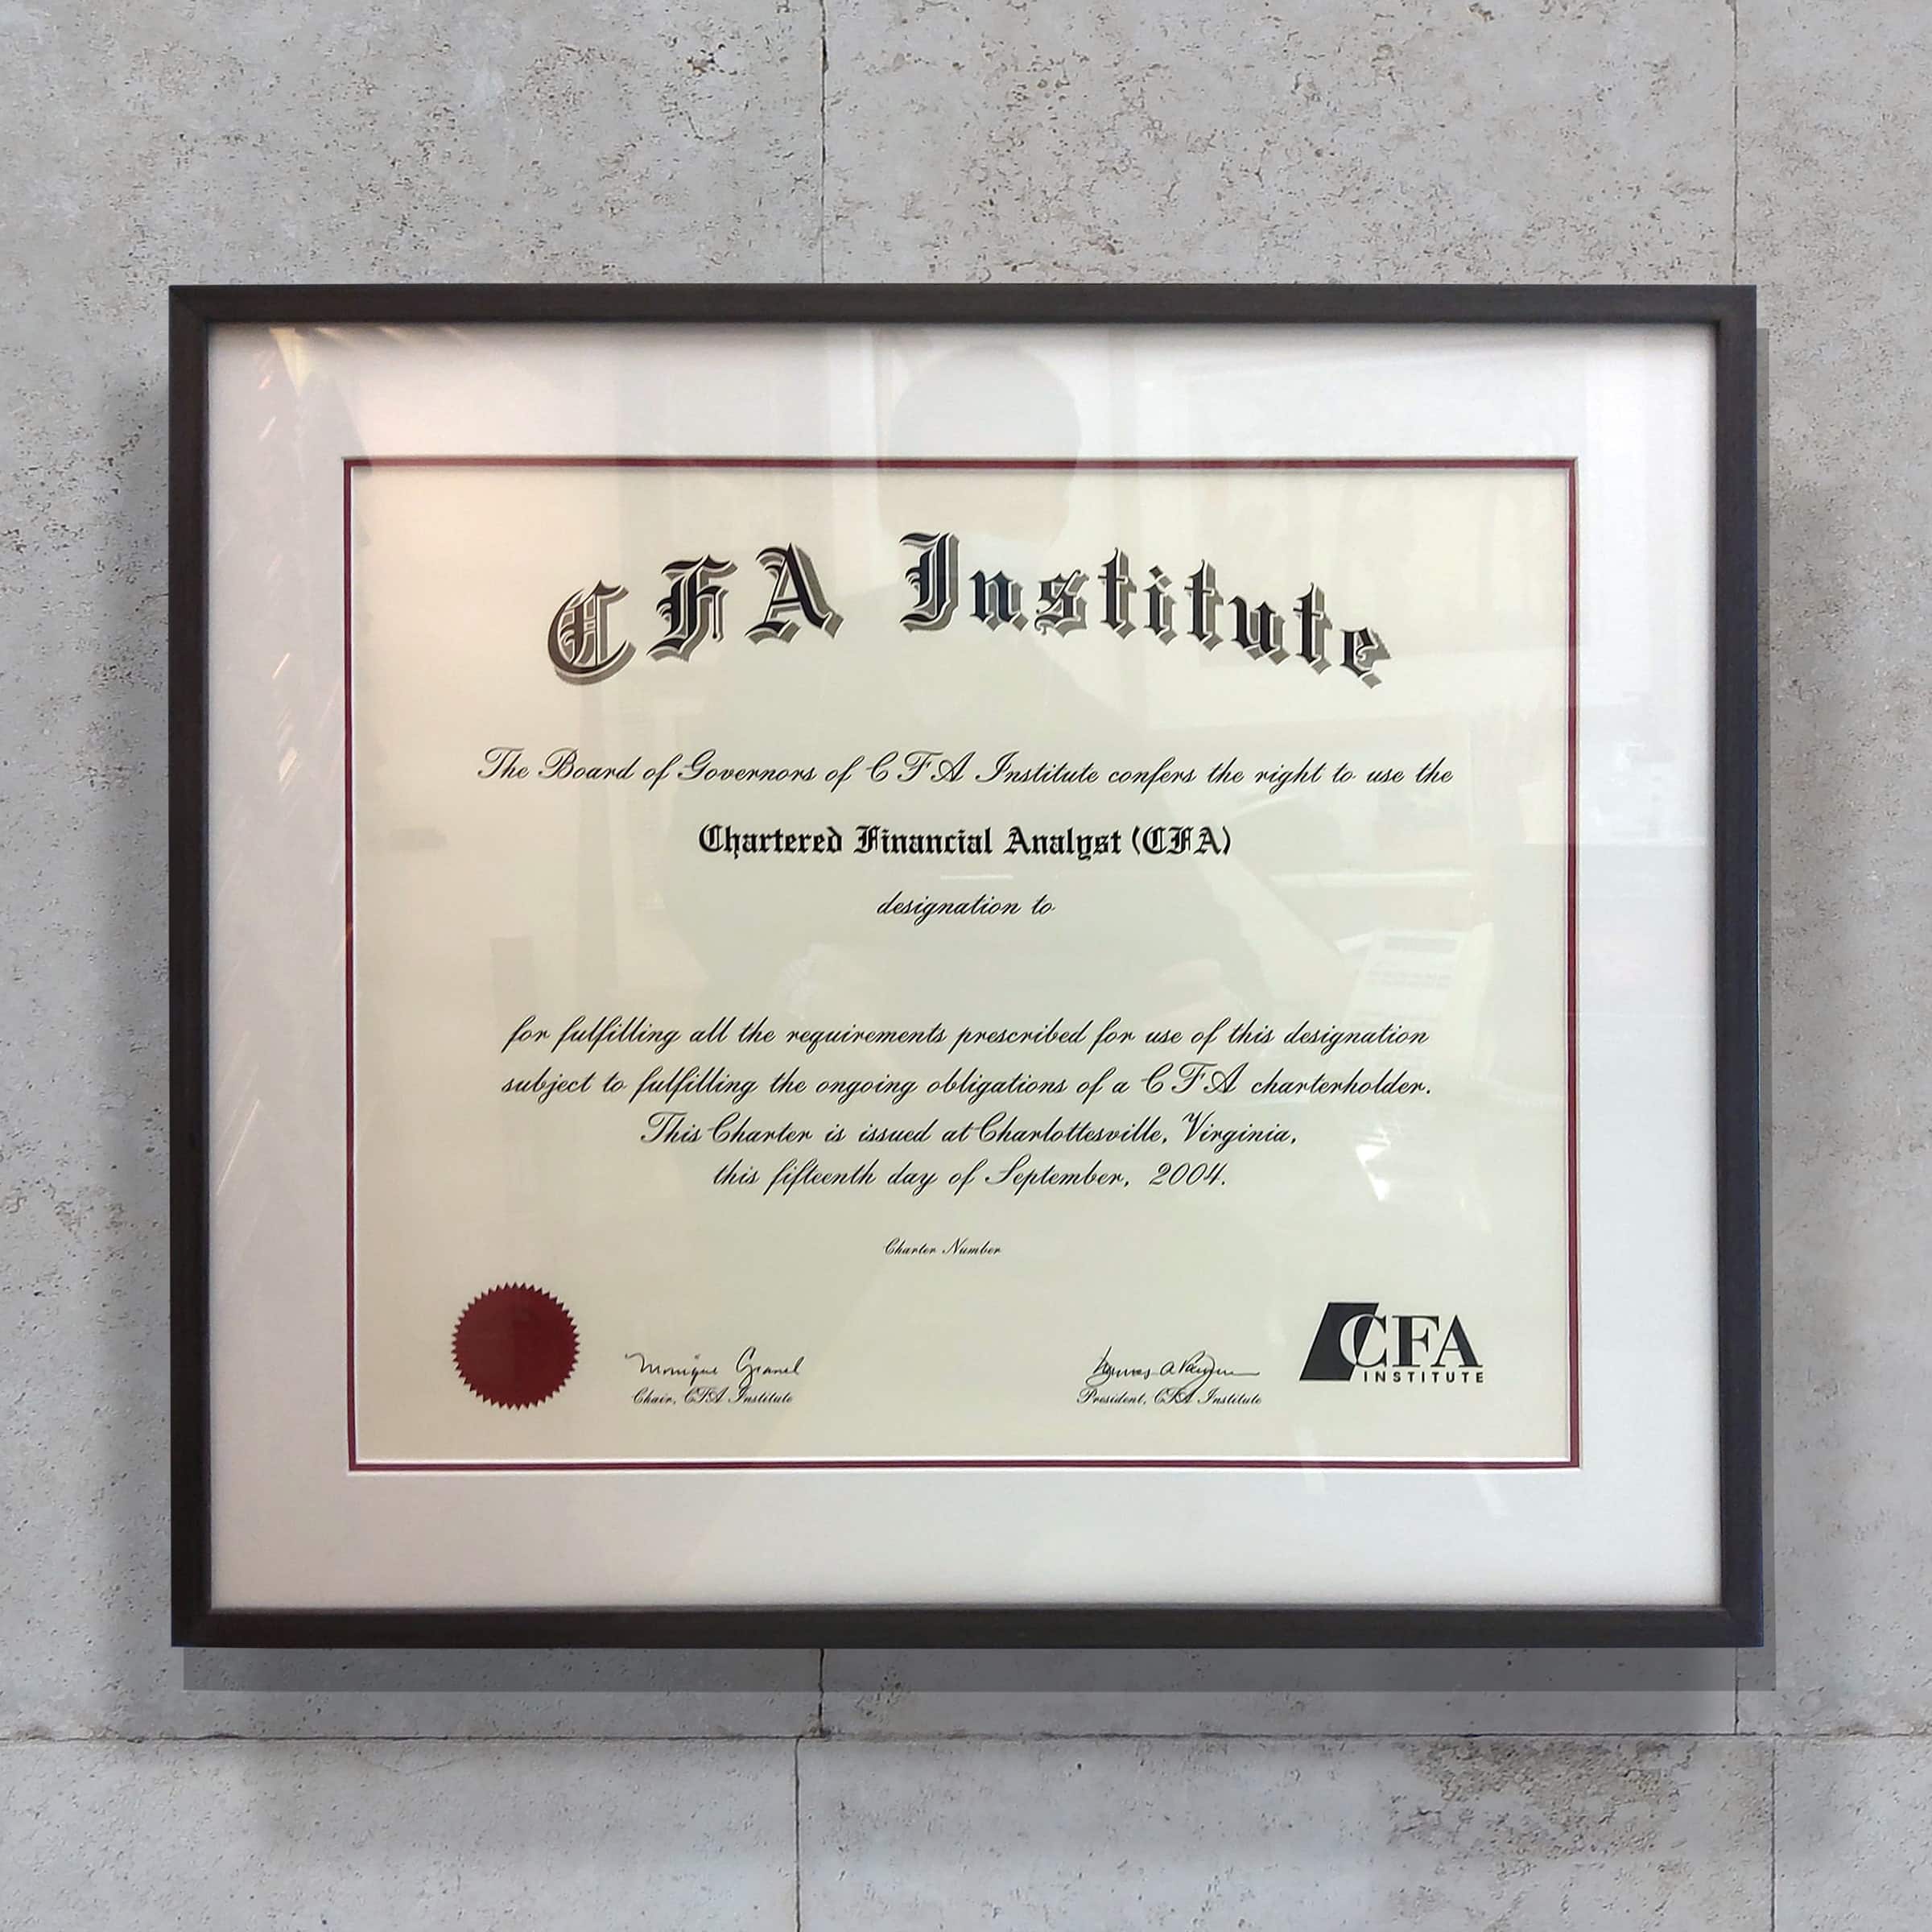 CFA Institute
The Board of Governors of CFA Institute confers the right to use the
Chartered Financial Analyst (CFA)
designation to
for fulfilling all the requirements prescribed for use of this designation
subject to fulfilling the ongoing obligations of a CFA charterholder.
This Charter is issued at Charlottesville, Virginia,
this fifteenth day of September, 2004.
Charter Number
Chair, CFA Institute
President, CFA Institute
CFA
INSTITUTE